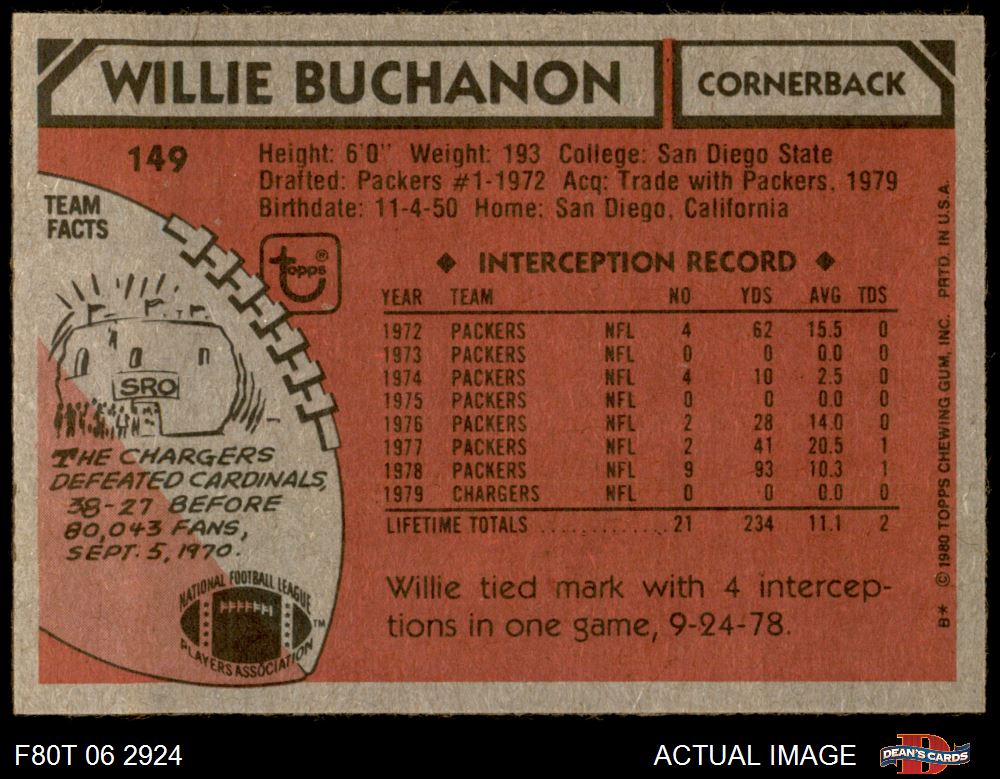 WILLIE BUCHANON
CORNERBACK
149
Height: 6'0" Weight: 193 College: San Diego State
Drafted: Packers #1-1972 Acq: Trade with Packers, 1979
Birthdate: 11-4-50 Home: San Diego, California
TEAM
FACTS
topps ®
SRO
THE CHARGERS
DEFEATED CARDINALS,
38-27 BEFORE
80,043 FANS,
SEPT. 5, 1970.
NATIONAL FOOTBALL LEAGUE
PLAYERS ASSOCIATION
TM
◆ INTERCEPTION RECORD ◆
YEAR TEAM NO YDS AVG TDS
1972 PACKERS NFL 4 62 15.5 0
1973 PACKERS NFL 0 0 0.0 0
1974 PACKERS NFL 4 10 2.5 0
1975 PACKERS NFL 0 0 0.0 0
1976 PACKERS NFL 2 28 14.0 0
1977 PACKERS NFL 2 41 20.5 1
1978 PACKERS NFL 9 93 10.3 1
1979 CHARGERS NFL 0 0 0.0 0
LIFETIME TOTALS ............... 21 234 11.1 2
Willie tied mark with 4 intercep-
tions in one game, 9-24-78.
B* © 1980 TOPPS CHEWING GUM, INC. PRTD. IN U.S.A.
F80T 06 2924
ACTUAL IMAGE
DEAN'S CARDS